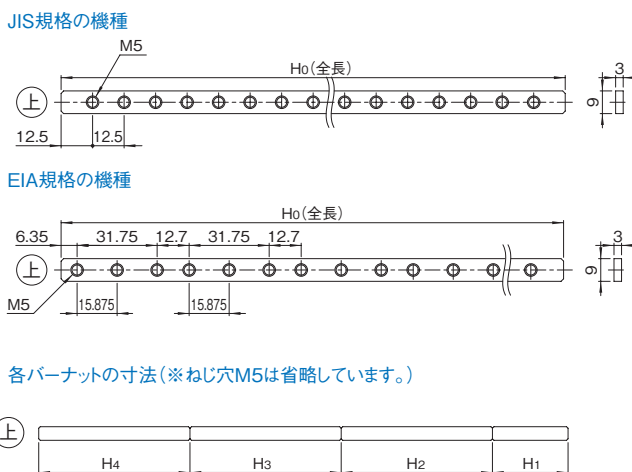 JIS規格の機種
M5
H0(全長)
3
上
9
12.5 12.5
EIA規格の機種
H0(全長)
6.35 31.75 12.7 31.75 12.7
3
上
9
M5 15.875 15.875
各バーナットの寸法(※ねじ穴M5は省略しています。)
上
H4 H3 H2 H1